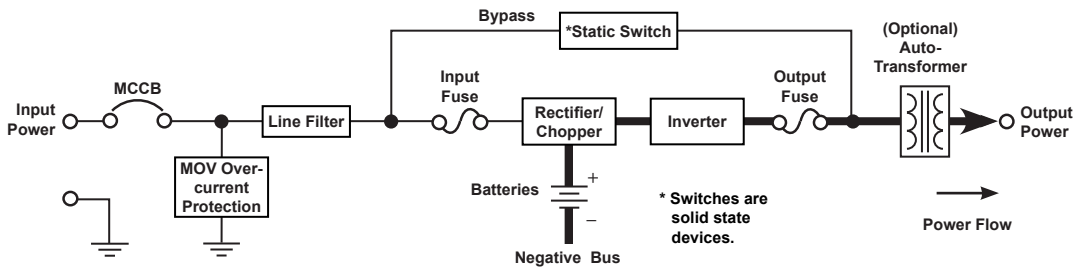 Bypass
*Static Switch
(Optional)
Auto-
Transformer
MCCB
Input
Fuse
Output
Fuse
Input
Power
Line Filter
Rectifier/
Chopper
Inverter
Output
Power
MOV Over-
current
Protection
Batteries
+
–
* Switches are
solid state
devices.
Power Flow
Negative Bus